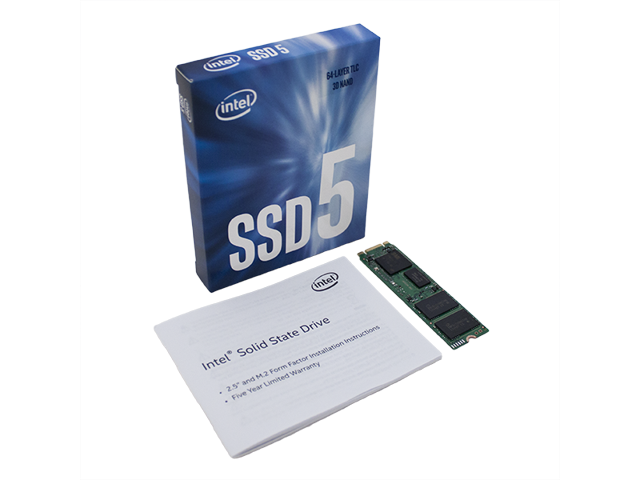 intel SSD 5
intel
64-LAYER TLC
3D NAND
SSD5
intel
Intel® Solid State Drive
• 2.5" and M.2 Form Factor Installation Instructions
• Five Year Limited Warranty